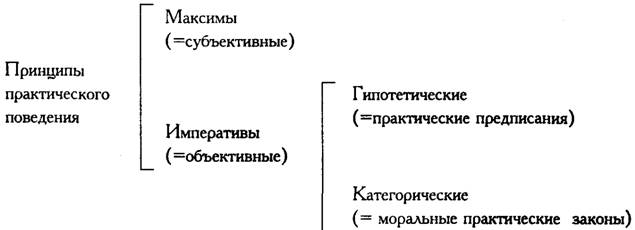 Принципы
практического
поведения
Максимы
(=субъективные)
Императивы
(=объективные)
Гипотетические
(=практические предписания)
Категорические
(= моральные практические законы)